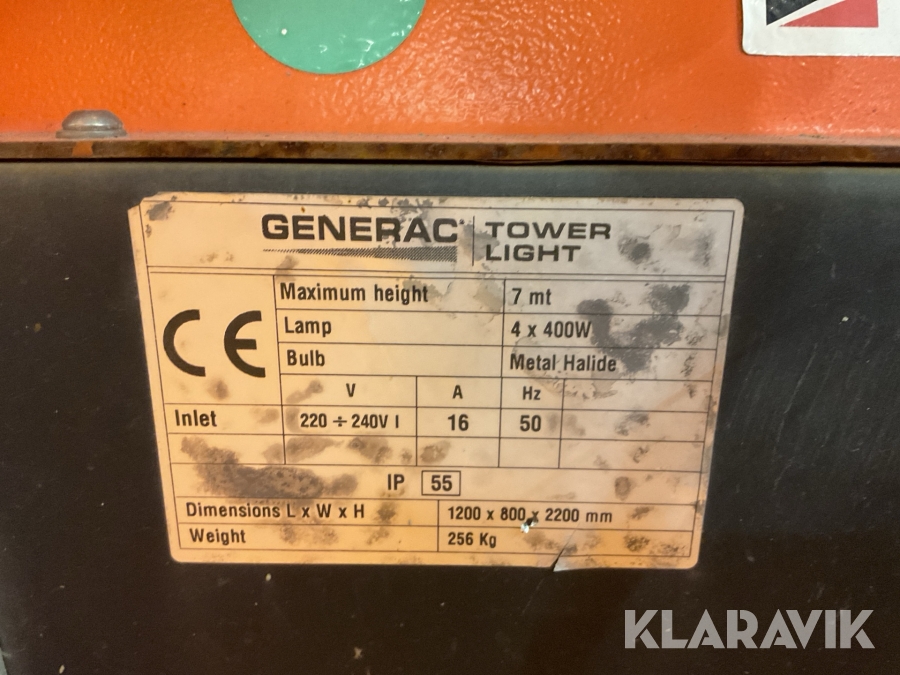 GENERAC TOWER LIGHT
CE
Maximum height 7 mt
Lamp 4 x 400W
Bulb Metal Halide
V A Hz
Inlet 220 ÷ 240V I 16 50
IP 55
Dimensions L x W x H 1200 x 800 x 2200 mm
Weight 256 Kg
KLARAVIK